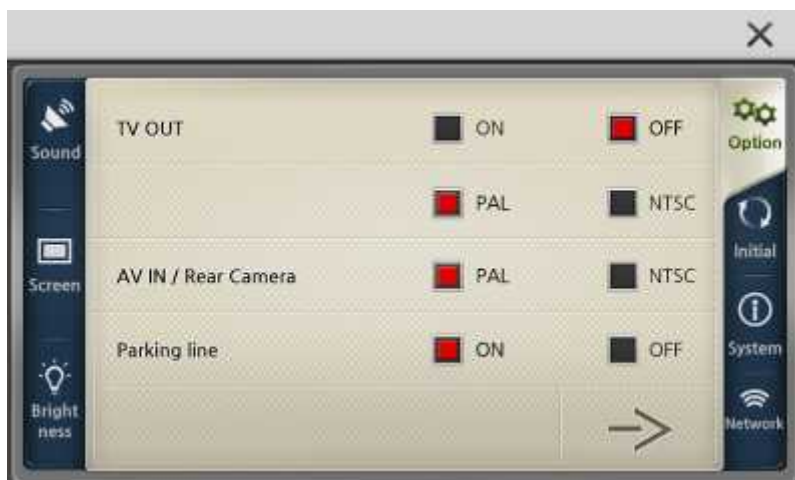 Sound
Screen
Bright
ness
TV OUT ON OFF
PAL NTSC
AV IN / Rear Camera PAL NTSC
Parking line ON OFF
Option
Initial
System
Network